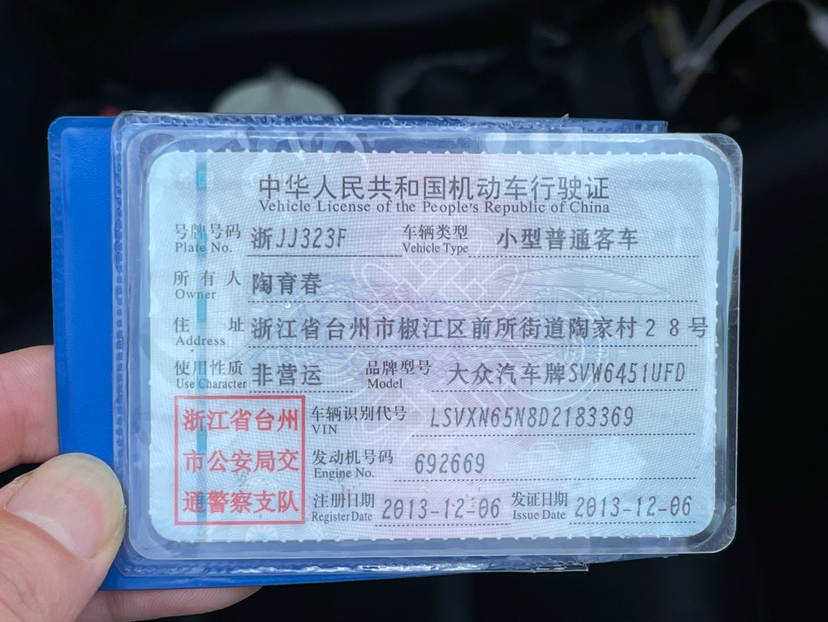 中华人民共和国机动车行驶证
Vehicle License of the People's Republic of China
号牌号码 浙JJ323F 车辆类型 小型普通客车
Plate No. Vehicle Type
所有人 陶育春
Owner
住址 浙江省台州市椒江区前所街道陶家村28号
Address
使用性质 非营运 品牌型号 大众汽车牌SVW6451UFD
Use Character Model
浙江省台州市公安局交通警察支队
车辆识别代号 LSVXN65N8D2183369
VIN
发动机号码 692669
Engine No.
注册日期 2013-12-06 发证日期 2013-12-06
Register Date Issue Date